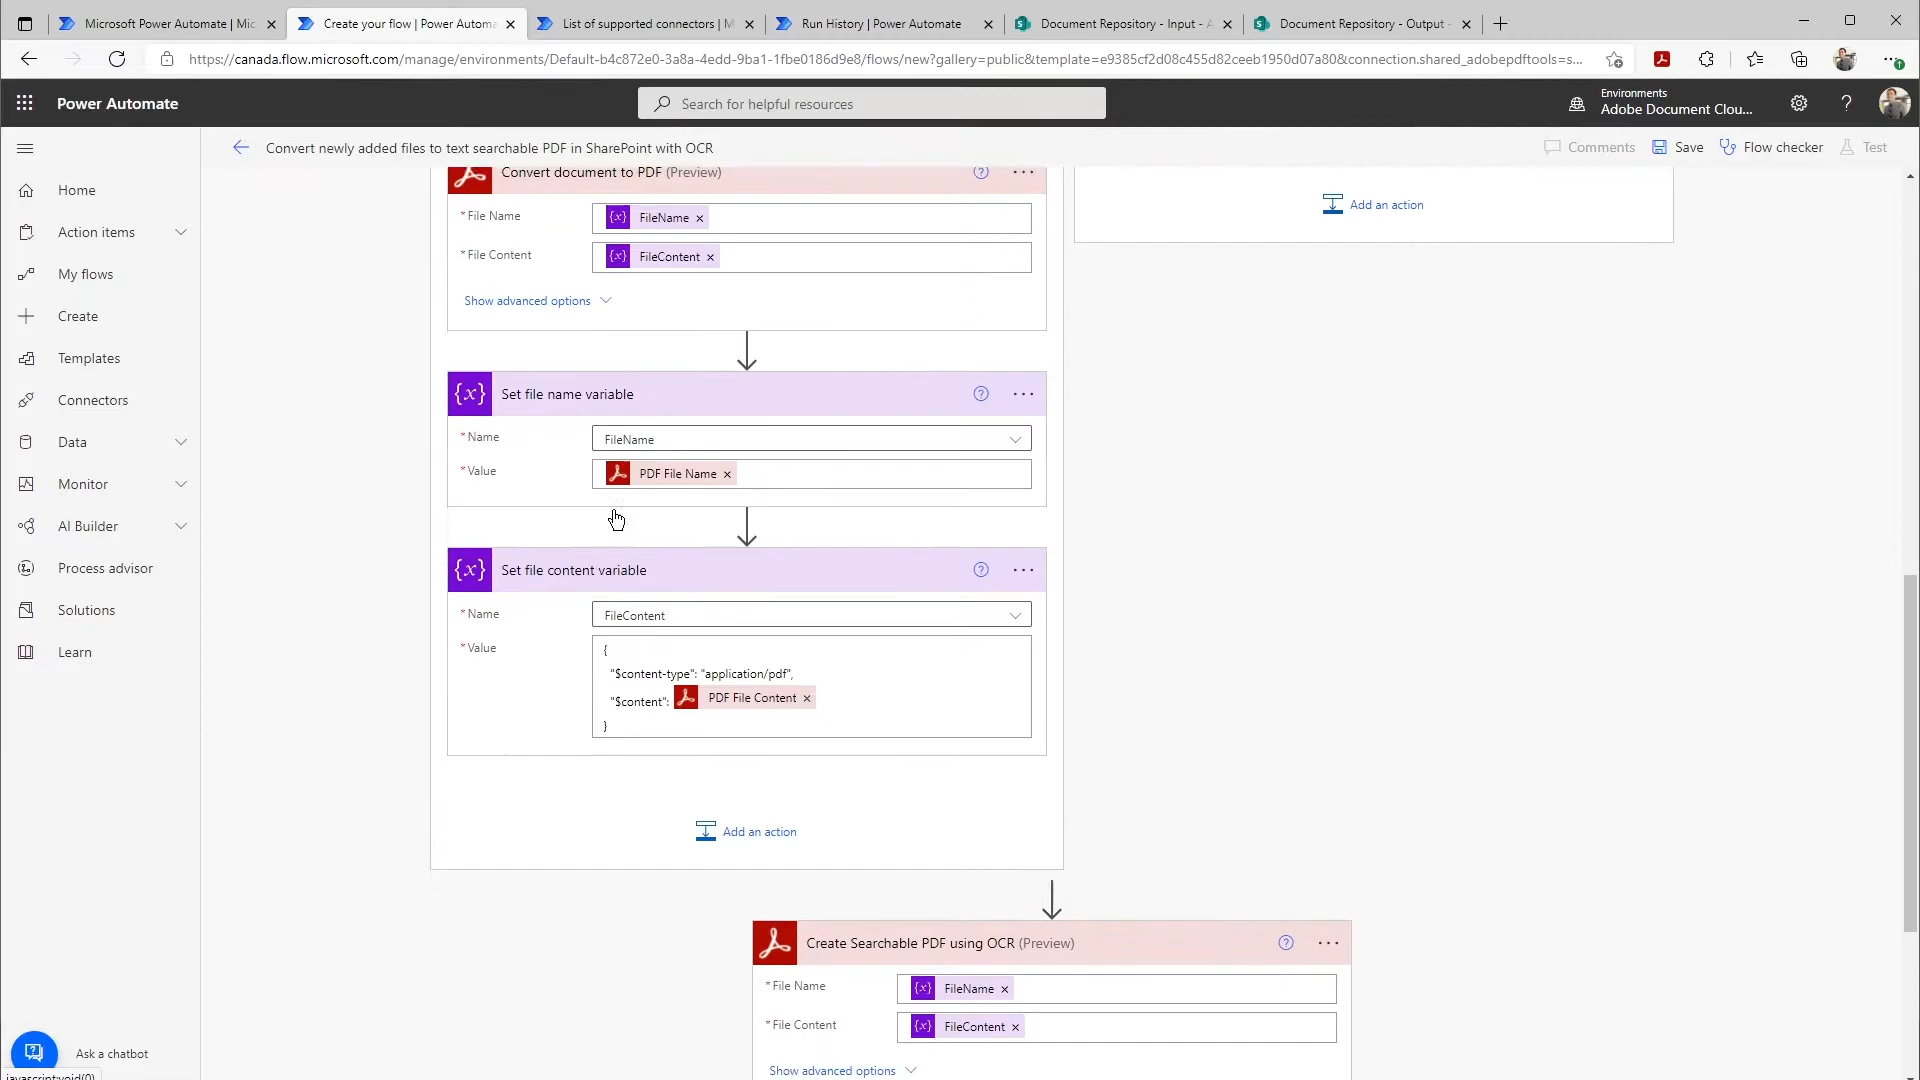 Microsoft Power Automate | Mic
Create your flow | Power Automa
List of supported connectors | M
Run History | Power Automate
Document Repository - Input - A
Document Repository - Output -
https://canada.flow.microsoft.com/manage/environments/Default-b4c872e0-3a8a-4edd-9ba1-1fbe0186d9e8/flows/new?gallery=public&template=e9385cf2d08c455d82ceeb1950d07a80&connection.shared_adobepdftools=s...
Power Automate
Search for helpful resources
Environments
Adobe Document Clou...
Convert newly added files to text searchable PDF in SharePoint with OCR
Comments
Save
Flow checker
Test
Home
Action items
My flows
Create
Templates
Connectors
Data
Monitor
AI Builder
Process advisor
Solutions
Learn
Ask a chatbot
javascript:void(0)
Convert document to PDF (Preview)
* File Name
{x} FileName ×
* File Content
{x} FileContent ×
Show advanced options
Add an action
{x} Set file name variable
* Name
FileName
* Value
PDF File Name ×
{x} Set file content variable
* Name
FileContent
* Value
{
"$content-type": "application/pdf",
"$content": PDF File Content ×
}
Add an action
Create Searchable PDF using OCR (Preview)
* File Name
{x} FileName ×
* File Content
{x} FileContent ×
Show advanced options